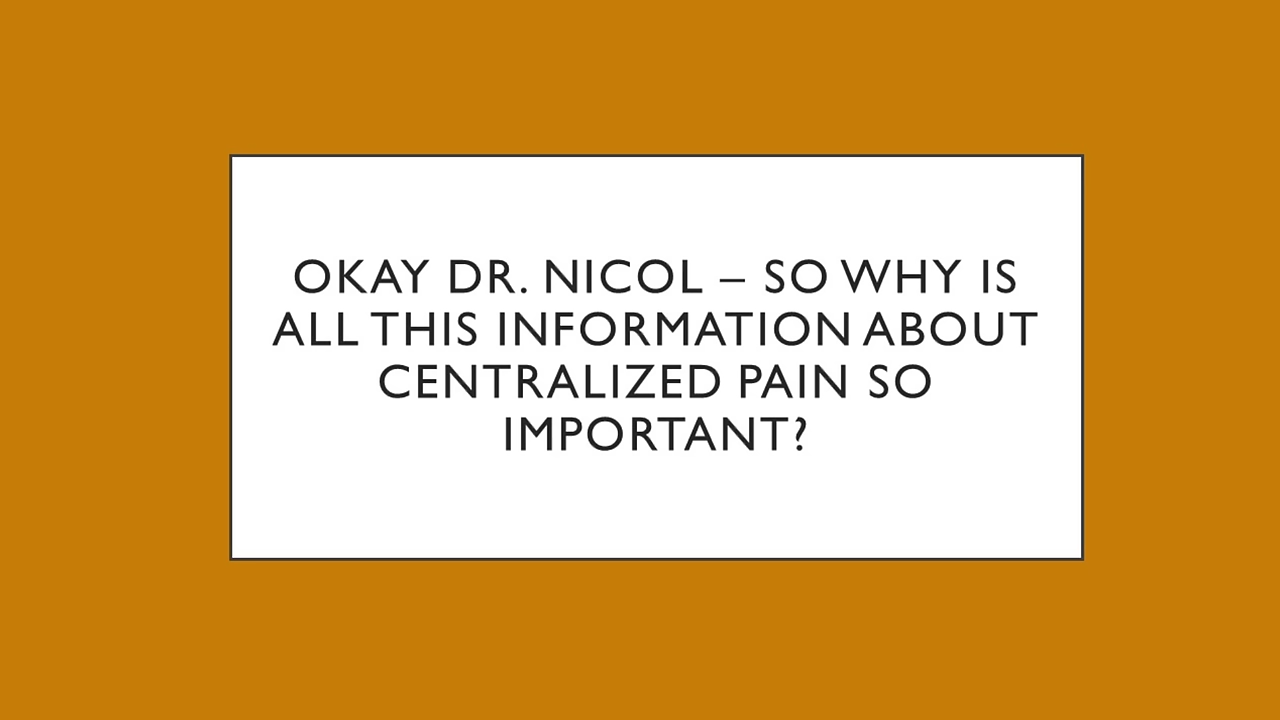 OKAY DR. NICOL – SO WHY IS
ALL THIS INFORMATION ABOUT
CENTRALIZED PAIN SO
IMPORTANT?